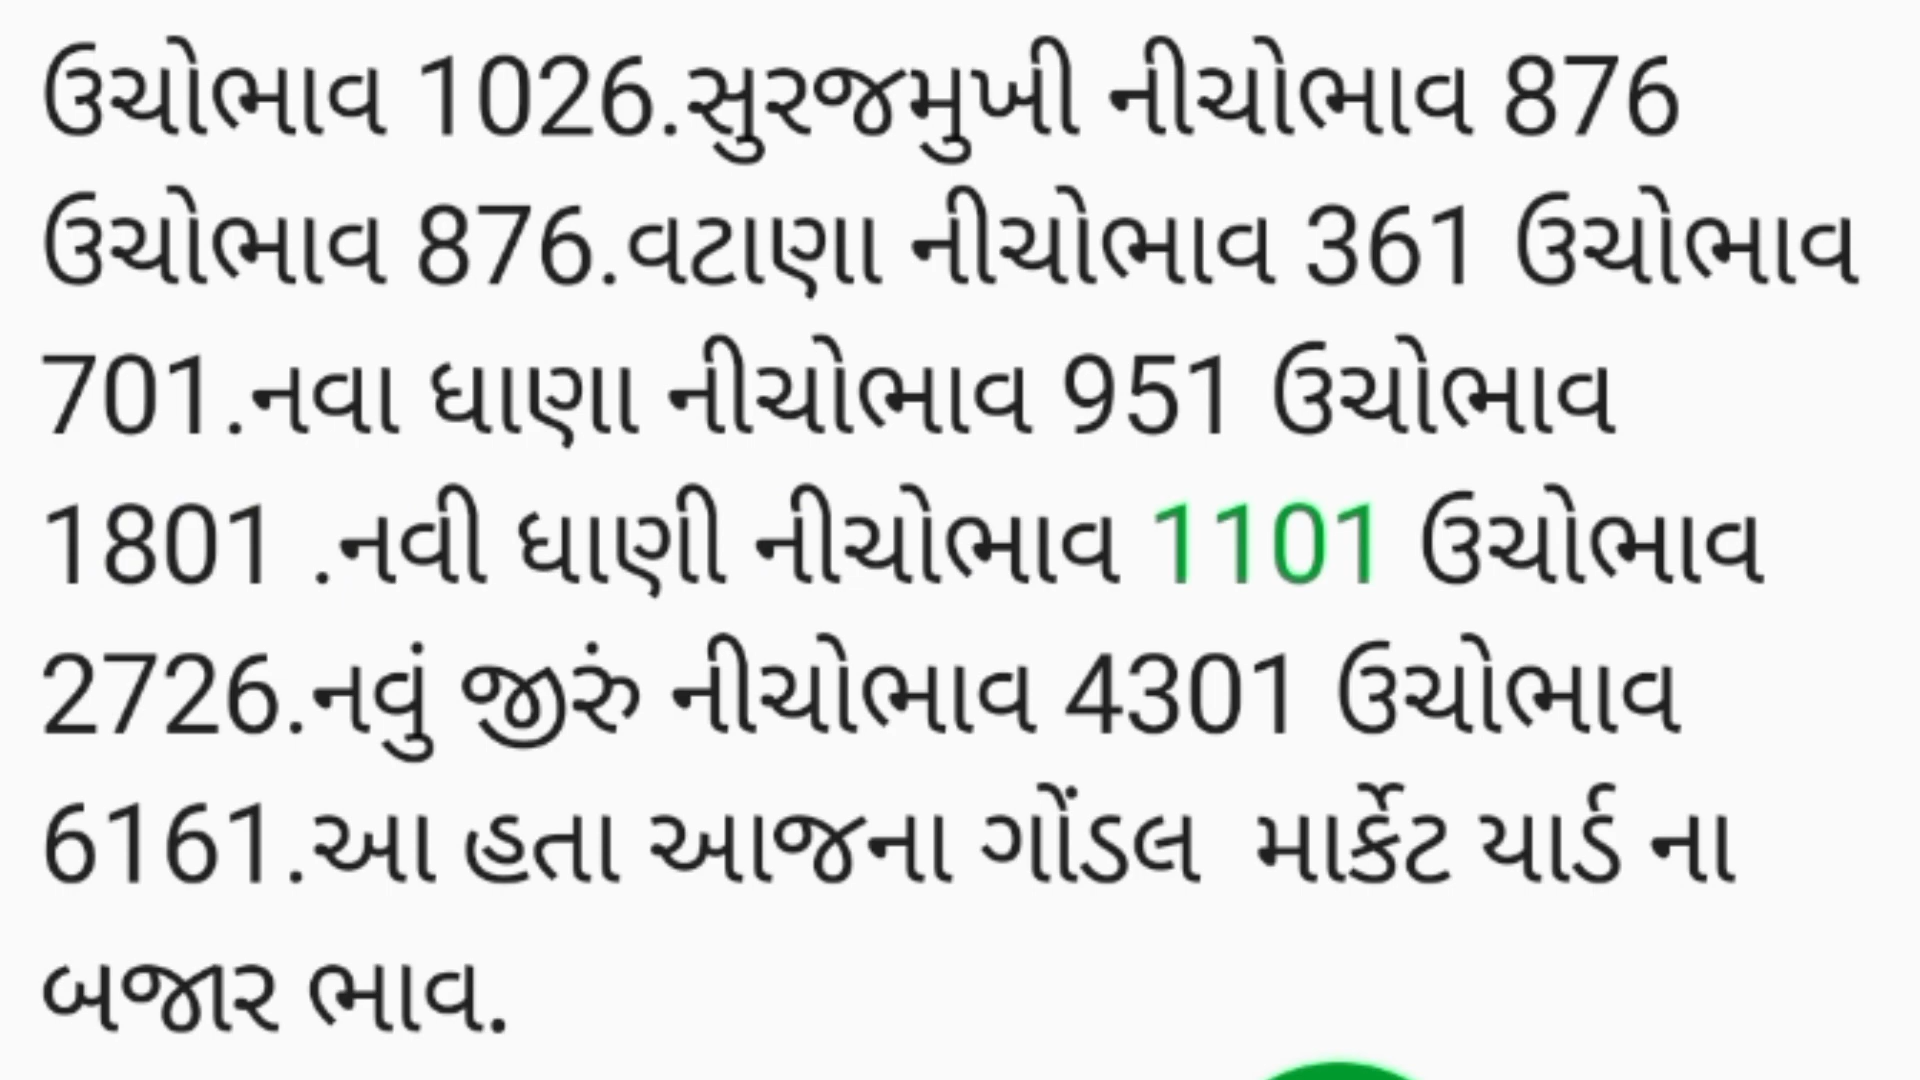 ઉચોભાવ 1026.સુરજમુખી નીચોભાવ 876
ઉચોભાવ 876.વટાણા નીચોભાવ 361 ઉચોભાવ
701.નવા ધાણા નીચોભાવ 951 ઉચોભાવ
1801 .નવી ધાણી નીચોભાવ 1101 ઉચોભાવ
2726.નવું જીરું નીચોભાવ 4301 ઉચોભાવ
6161.આ હતા આજના ગોંડલ  માર્કેટ યાર્ડ ના
બજાર ભાવ.